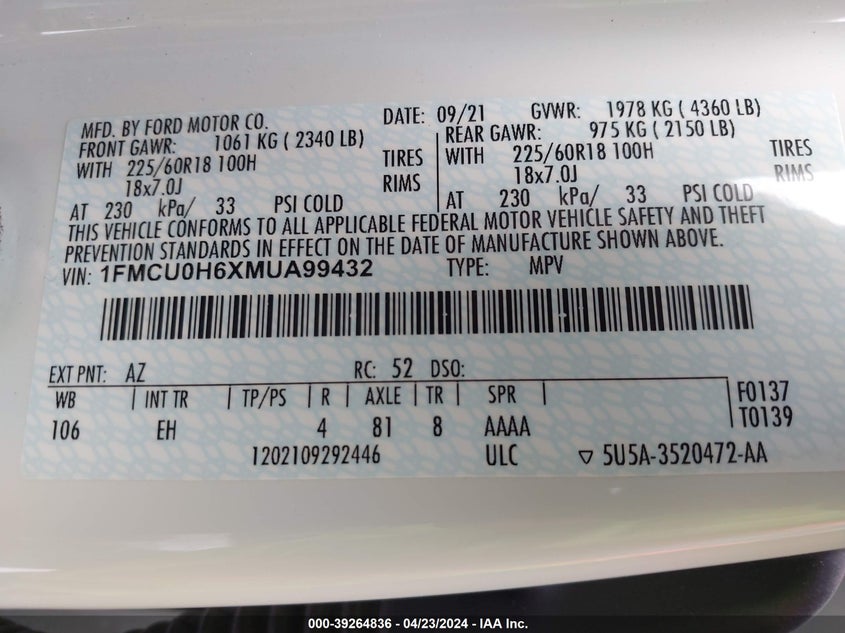 MFD. BY FORD MOTOR CO. DATE: 09/21 GVWR: 1978 KG ( 4360 LB)
FRONT GAWR: 1061 KG ( 2340 LB) REAR GAWR: 975 KG ( 2150 LB)
WITH 225/60R18 100H TIRES WITH 225/60R18 100H TIRES
18x7.0J RIMS 18x7.0J RIMS
AT 230 kPa/ 33 PSI COLD AT 230 kPa/ 33 PSI COLD
THIS VEHICLE CONFORMS TO ALL APPLICABLE FEDERAL MOTOR VEHICLE SAFETY AND THEFT
PREVENTION STANDARDS IN EFFECT ON THE DATE OF MANUFACTURE SHOWN ABOVE.
VIN: 1FMCU0H6XMUA99432 TYPE: MPV
EXT PNT: AZ RC: 52 DSO:
WB | INT TR | TP/PS | R | AXLE | TR | SPR F0137
106 EH 4 81 8 AAAA T0139
1202109292446 ULC ▽ 5U5A-3520472-AA
000-39264836 - 04/23/2024 - IAA Inc.